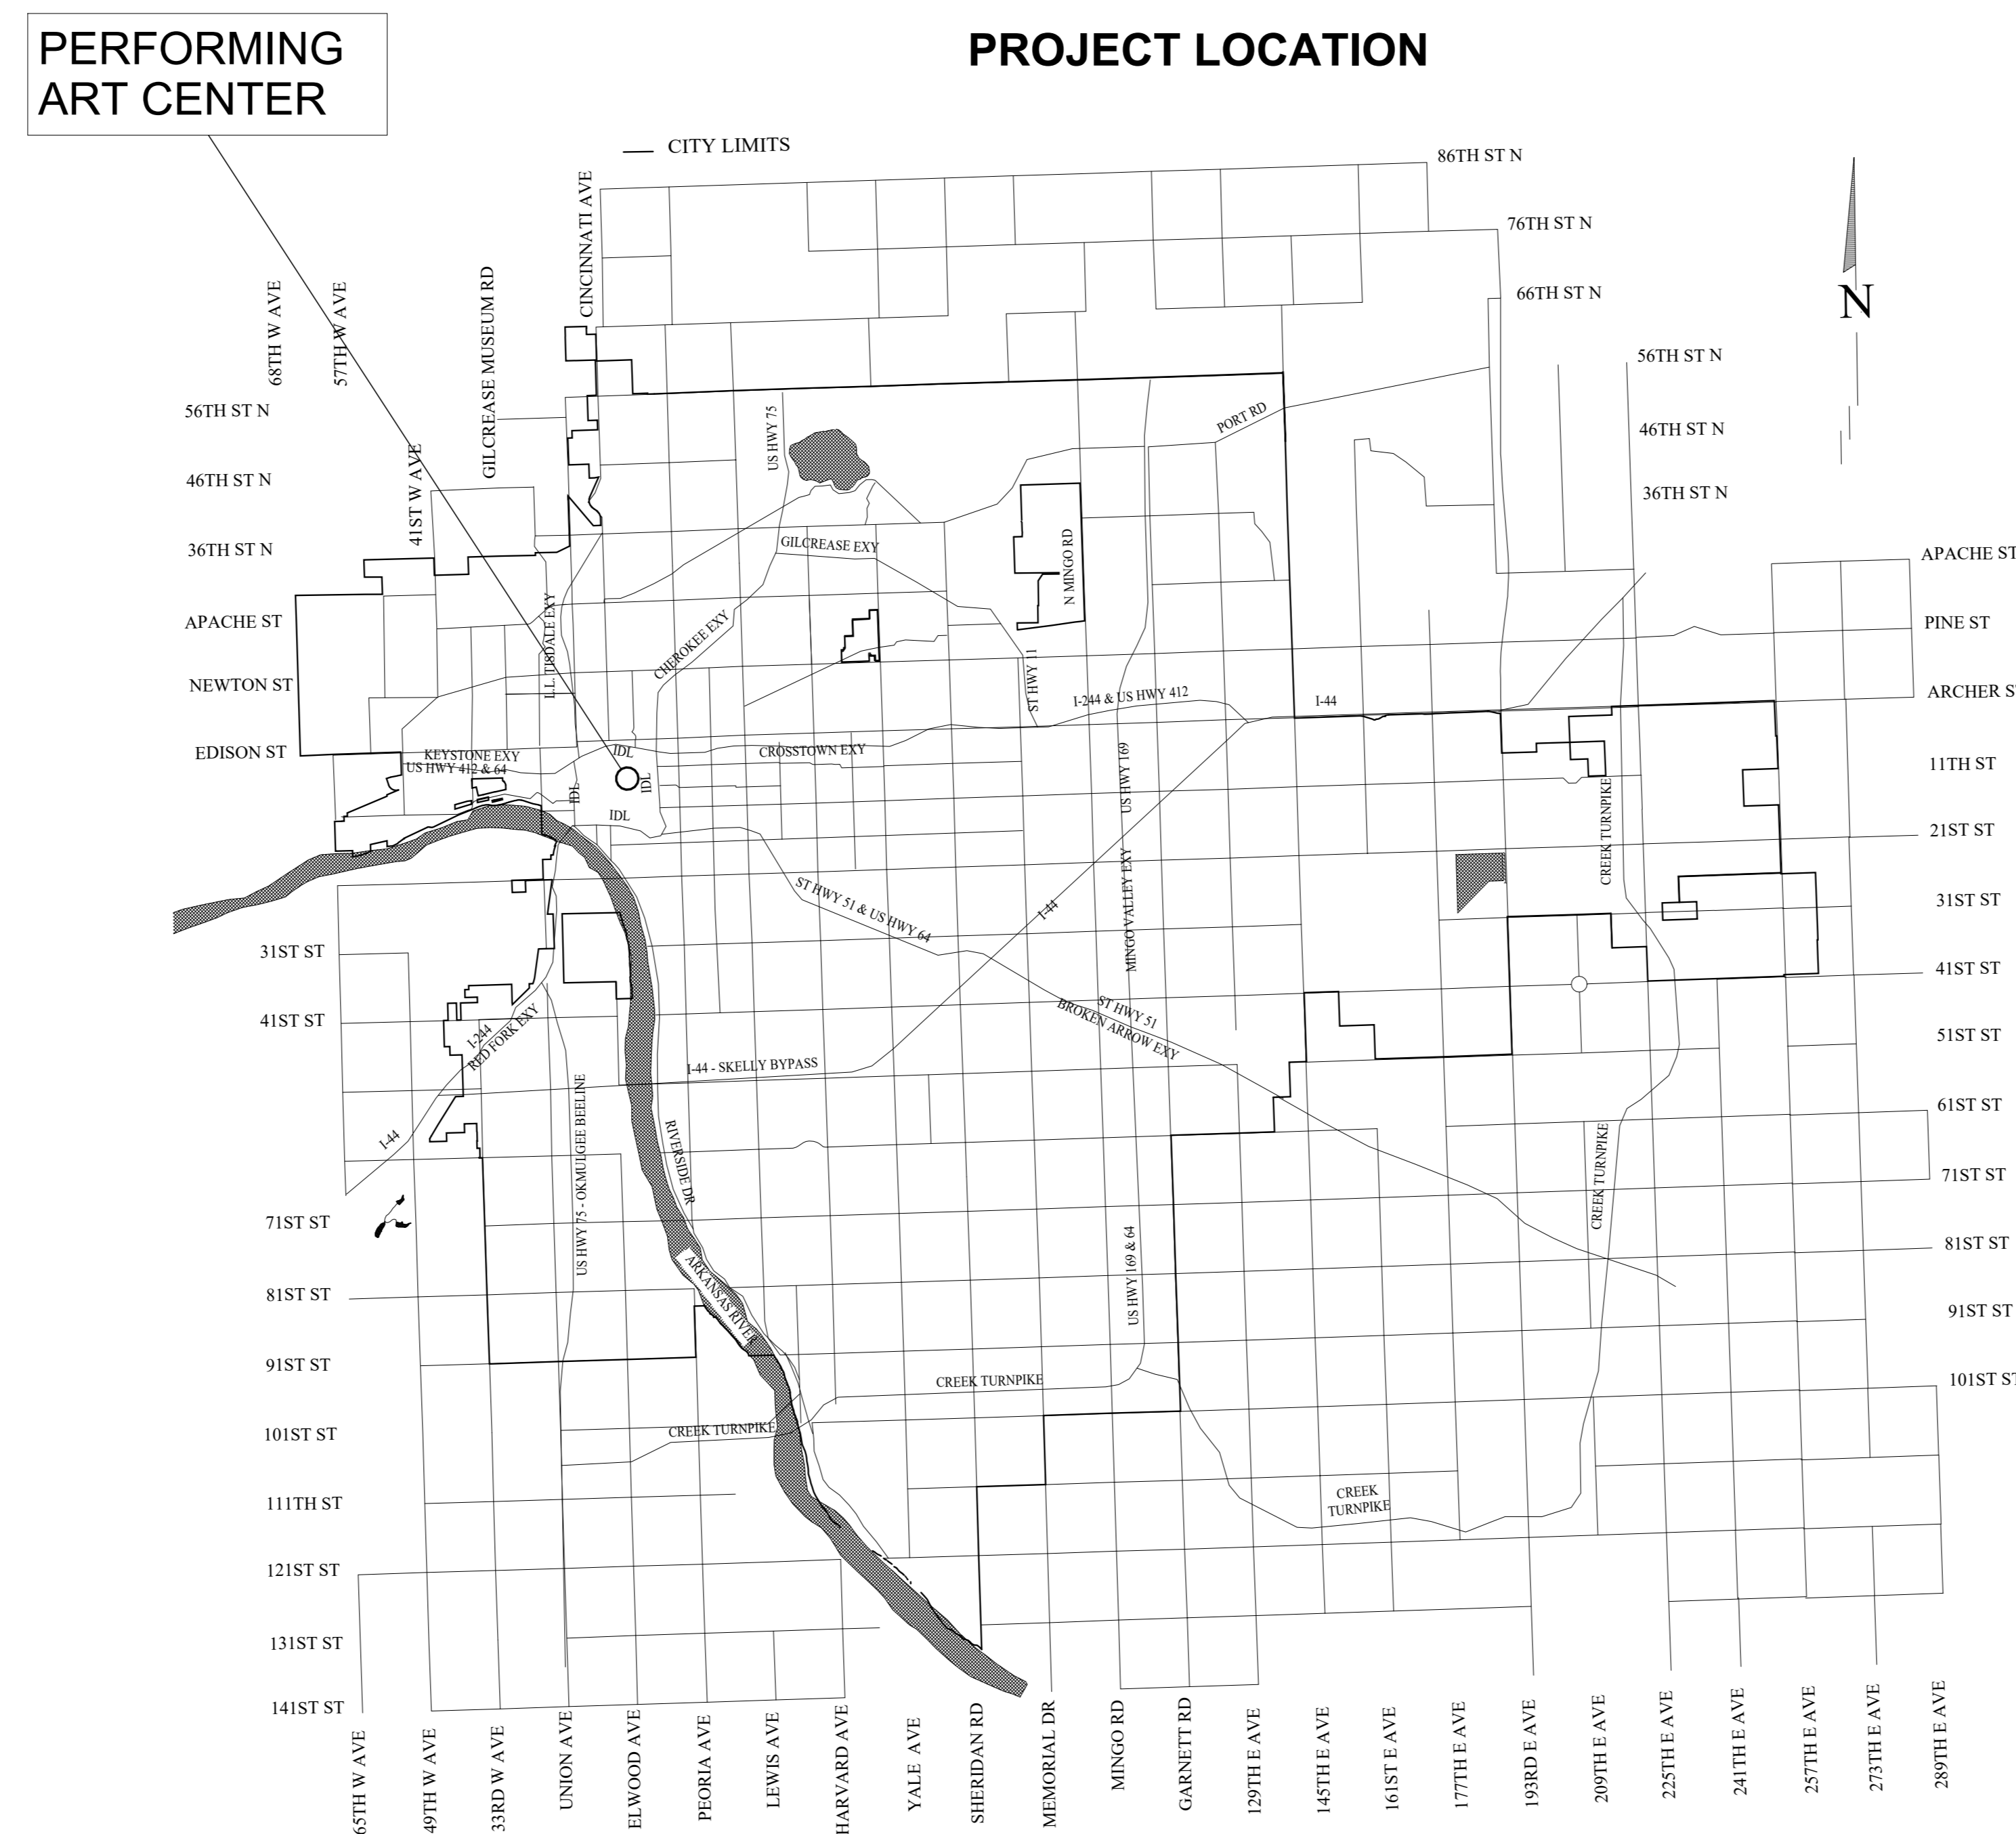 PERFORMING
ART CENTER
PROJECT LOCATION
CITY LIMITS
86TH ST N
76TH ST N
66TH ST N
56TH ST N
46TH ST N
36TH ST N
N
CINCINNATI AVE
GILCREASE MUSEUM RD
68TH W AVE
57TH W AVE
41ST W AVE
56TH ST N
46TH ST N
36TH ST N
APACHE ST
NEWTON ST
EDISON ST
US HWY 75
PORT RD
GILCREASE EXY
N MINGO RD
L.L. TISDALE EXY
CHEROKEE EXY
ST HWY 11
I-244 & US HWY 412
I-44
APACHE ST
PINE ST
ARCHER S
KEYSTONE EXY
US HWY 412 & 64
IDL
IDL
IDL
IDL
CROSSTOWN EXY
US HWY 169
CREEK TURNPIKE
11TH ST
21ST ST
31ST ST
41ST ST
51ST ST
61ST ST
71ST ST
81ST ST
91ST ST
101ST ST
ST HWY 51 & US HWY 64
I-44
MINGO VALLEY EXY
ST HWY 51
BROKEN ARROW EXY
31ST ST
41ST ST
I-244
RED FORK EXY
I-44 - SKELLY BYPASS
I-44
US HWY 75 - OKMULGEE BEELINE
RIVERSIDE DR
ARKANSAS RIVER
US HWY 169 & 64
CREEK TURNPIKE
71ST ST
81ST ST
91ST ST
101ST ST
111TH ST
121ST ST
131ST ST
141ST ST
CREEK TURNPIKE
CREEK TURNPIKE
CREEK
TURNPIKE
65TH W AVE
49TH W AVE
33RD W AVE
UNION AVE
ELWOOD AVE
PEORIA AVE
LEWIS AVE
HARVARD AVE
YALE AVE
SHERIDAN RD
MEMORIAL DR
MINGO RD
GARNETT RD
129TH E AVE
145TH E AVE
161ST E AVE
177TH E AVE
193RD E AVE
209TH E AVE
225TH E AVE
241TH E AVE
257TH E AVE
273TH E AVE
289TH E AVE